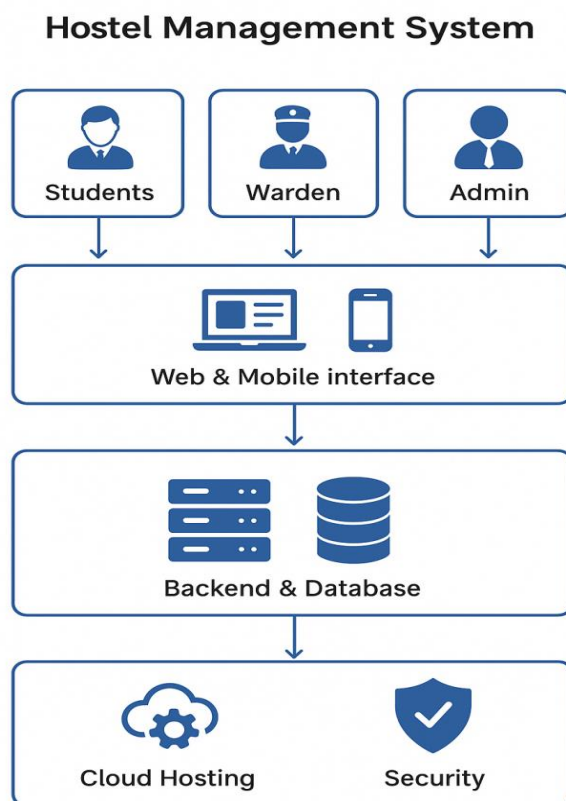 Hostel Management System
Students
Warden
Admin
Web & Mobile interface
Backend & Database
Cloud Hosting
Security